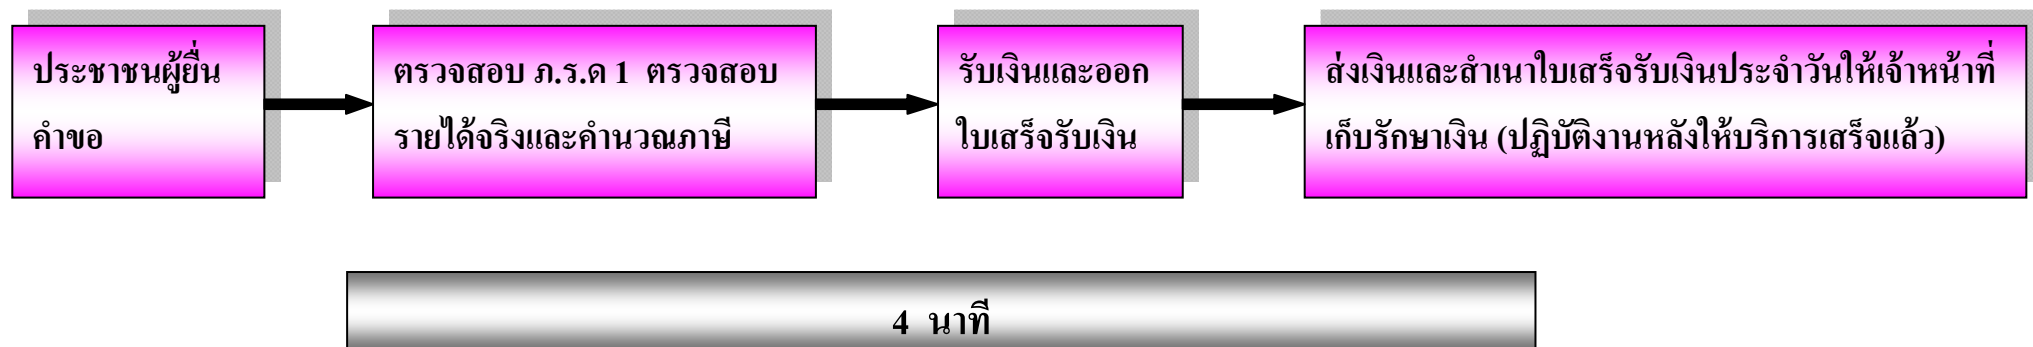 ประชาชนผู้ยื่น
คำขอ
ตรวจสอบ ภ.ร.ด 1 ตรวจสอบ
รายได้จริงและคำนวณภาษี
รับเงินและออก
ใบเสร็จรับเงิน
ส่งเงินและสำเนาใบเสร็จรับเงินประจำวันให้เจ้าหน้าที่
เก็บรักษาเงิน (ปฏิบัติงานหลังให้บริการเสร็จแล้ว)
4 นาที